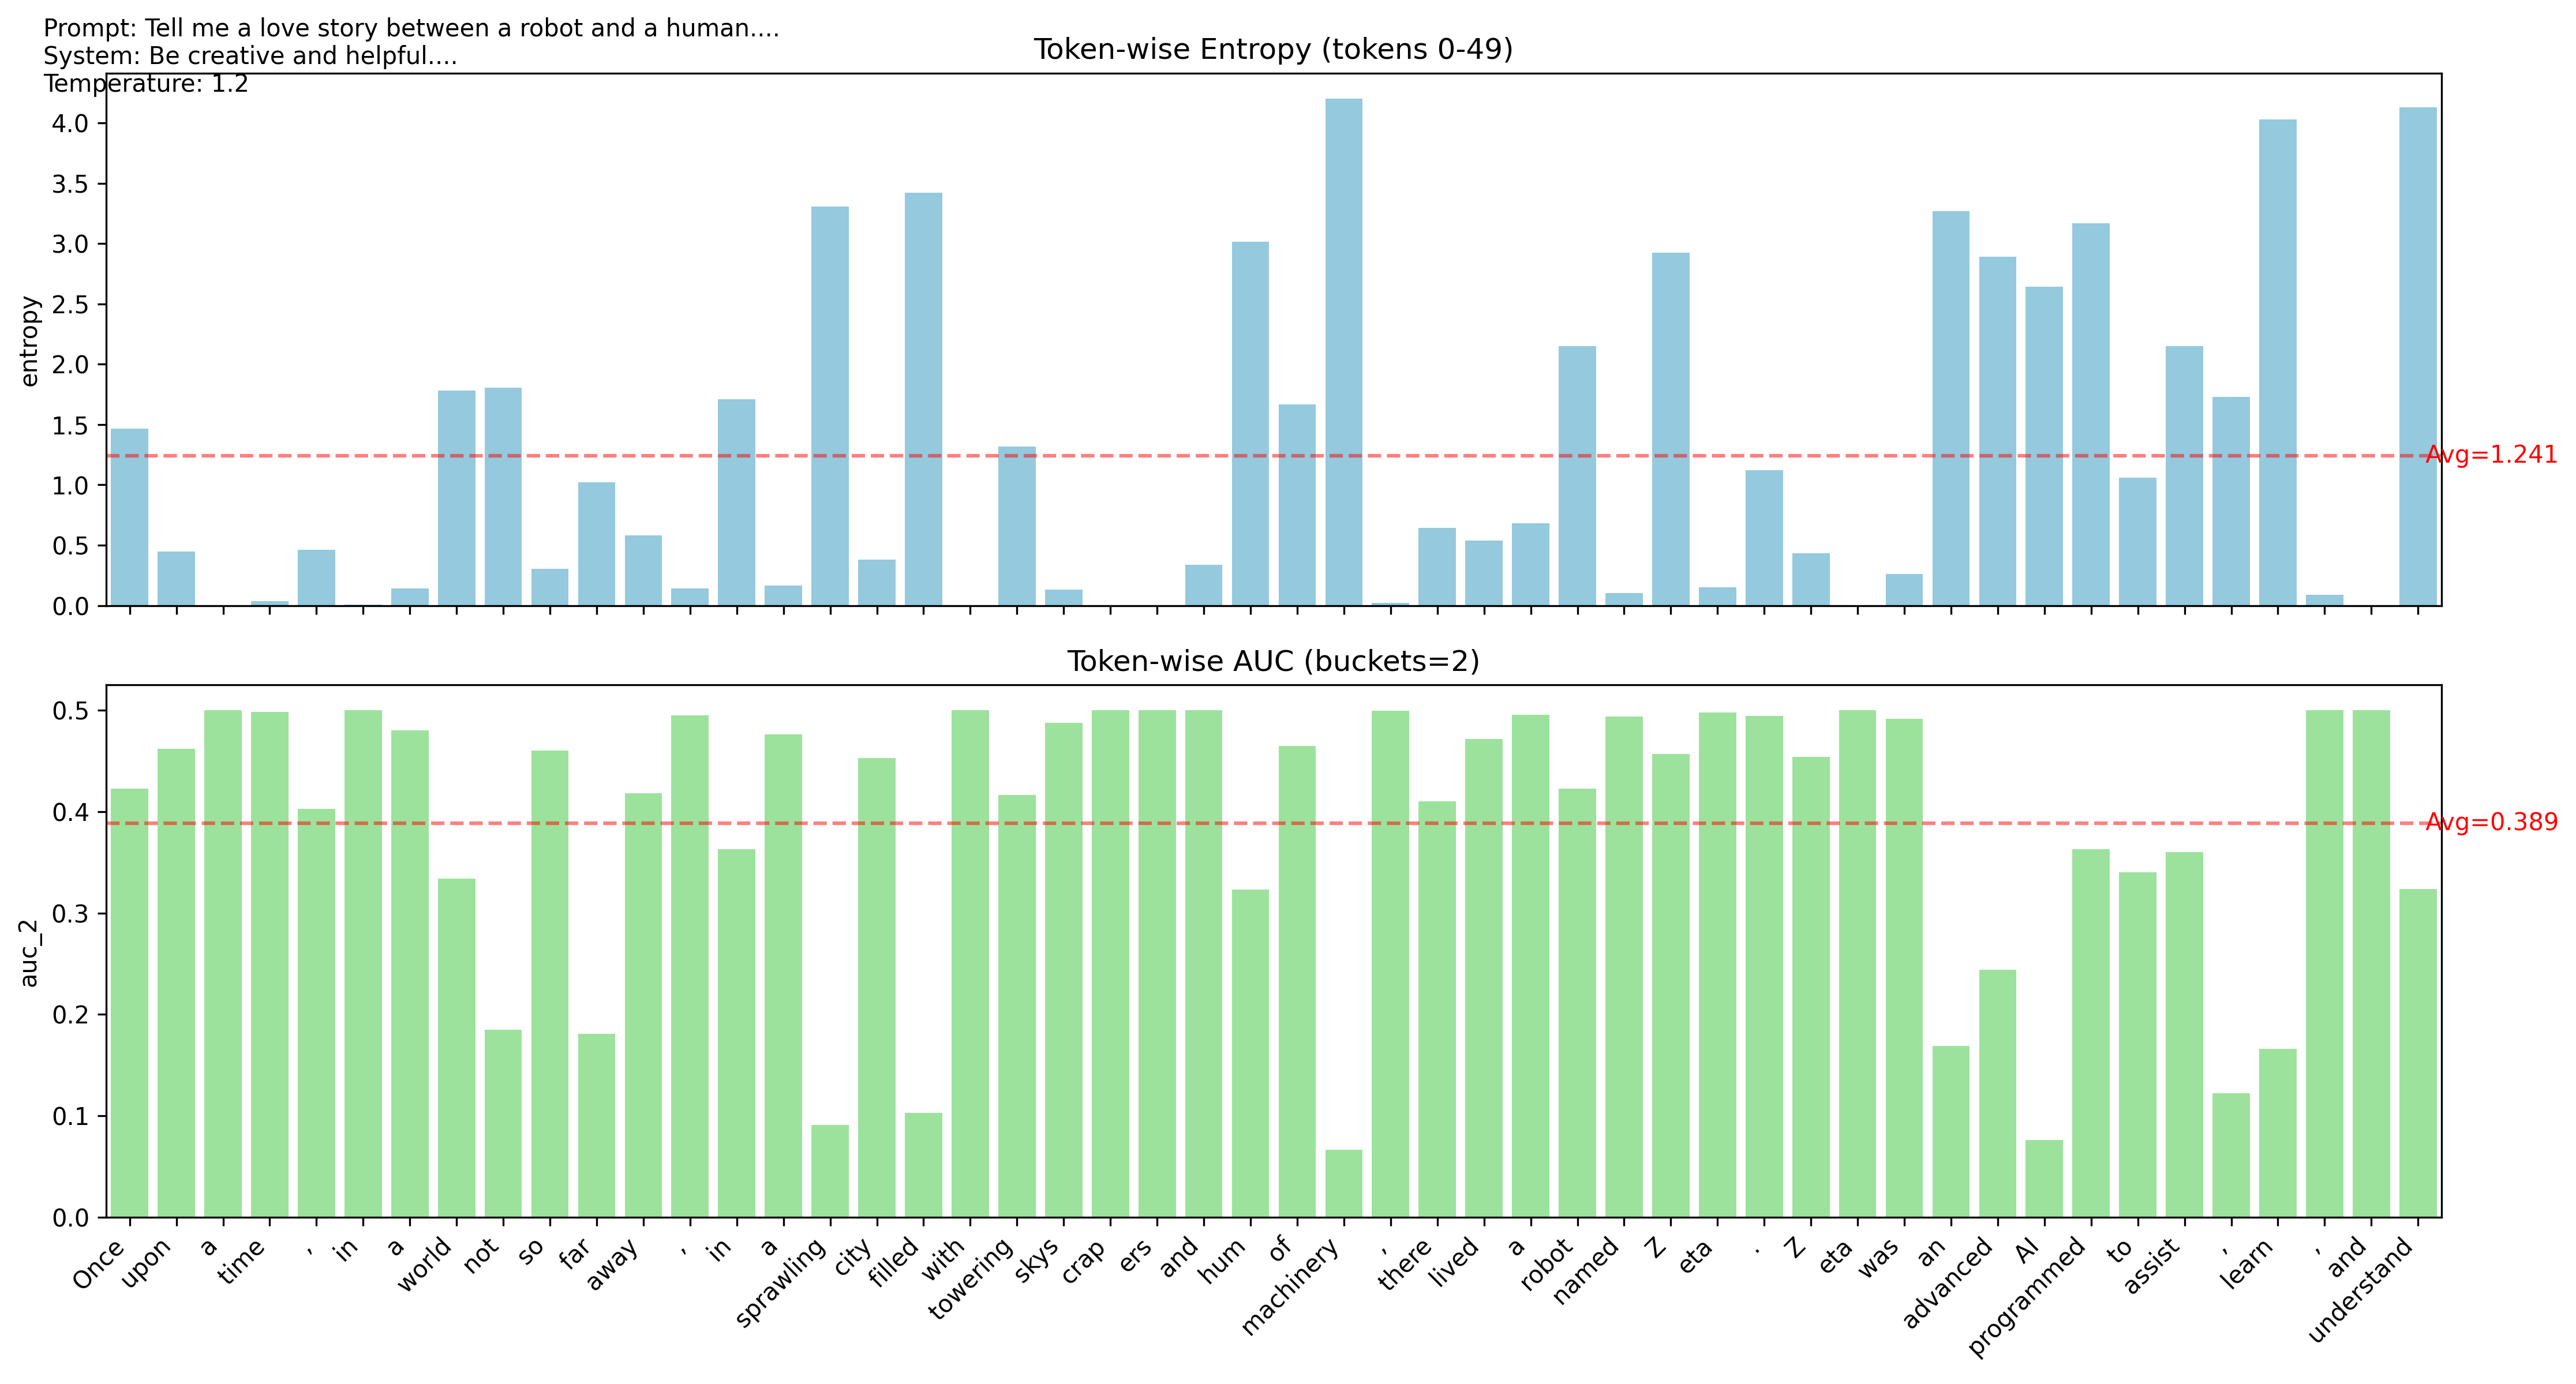 Prompt: Tell me a love story between a robot and a human....
System: Be creative and helpful....
Temperature: 1.2
Token-wise Entropy (tokens 0-49)
entropy
4.0
3.5
3.0
2.5
2.0
1.5
1.0
0.5
0.0
Avg=1.241
Token-wise AUC (buckets=2)
auc_2
0.5
0.4
0.3
0.2
0.1
0.0
Avg=0.389
Once
upon
a
time
,
in
a
world
not
so
far
away
,
in
a
sprawling
city
filled
with
towering
skys
crap
ers
and
hum
of
machinery
,
there
lived
a
robot
named
Z
eta
.
Z
eta
was
an
advanced
AI
programmed
to
assist
,
learn
,
and
understand